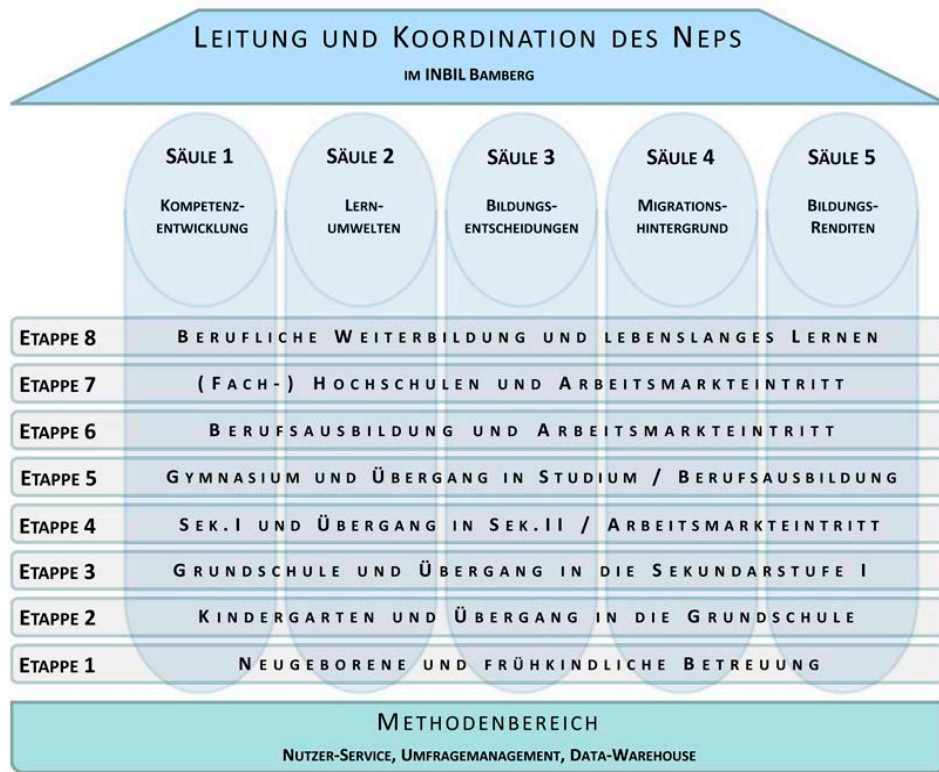 LEITUNG UND KOORDINATION DES NEPS
IM INBIL BAMBERG
SÄULE 1
KOMPETENZ-
ENTWICKLUNG
SÄULE 2
LERN-
UMWELTEN
SÄULE 3
BILDUNGS-
ENTSCHEIDUNGEN
SÄULE 4
MIGRATIONS-
HINTERGRUND
SÄULE 5
BILDUNGS-
RENDITEN
ETAPPE 8 BERUFLICHE WEITERBILDUNG UND LEBENSLANGES LERNEN
ETAPPE 7 (FACH-) HOCHSCHULEN UND ARBEITSMARKTEINTRITT
ETAPPE 6 BERUFSAUSBILDUNG UND ARBEITSMARKTEINTRITT
ETAPPE 5 GYMNASIUM UND ÜBERGANG IN STUDIUM / BERUFSAUSBILDUNG
ETAPPE 4 SEK.I UND ÜBERGANG IN SEK.II / ARBEITSMARKTEINTRITT
ETAPPE 3 GRUNDSCHULE UND ÜBERGANG IN DIE SEKUNDARSTUFE I
ETAPPE 2 KINDERGARTEN UND ÜBERGANG IN DIE GRUNDSCHULE
ETAPPE 1 NEUGEBORENE UND FRÜHKINDLICHE BETREUUNG
METHODENBEREICH
NUTZER-SERVICE, UMFRAGEMANAGEMENT, DATA-WAREHOUSE